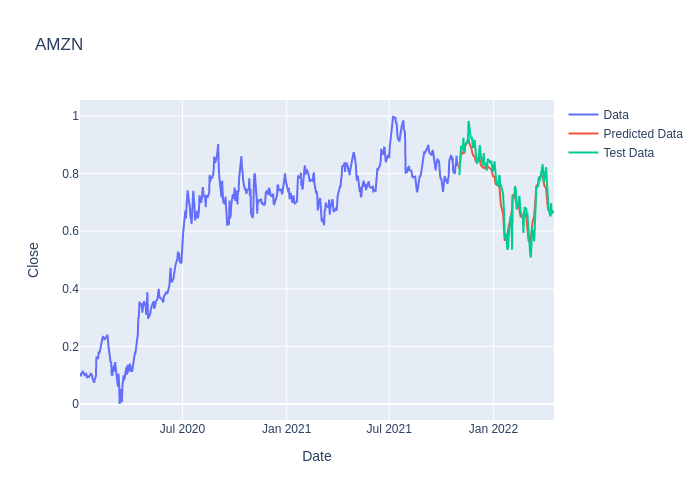 AMZN
Data
Predicted Data
Test Data
Close
1
0.8
0.6
0.4
0.2
0
Jul 2020
Jan 2021
Jul 2021
Jan 2022
Date